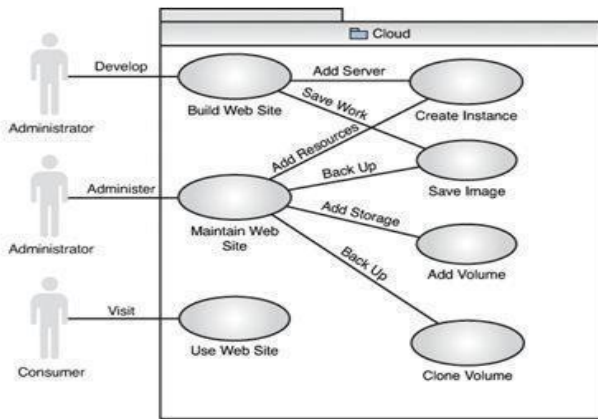 Cloud
Develop
Add Server
Administrator
Build Web Site
Save Work
Create Instance
Add Resources
Administer
Back Up
Save Image
Administrator
Maintain Web
Site
Add Storage
Add Volume
Back Up
Visit
Consumer
Use Web Site
Clone Volume